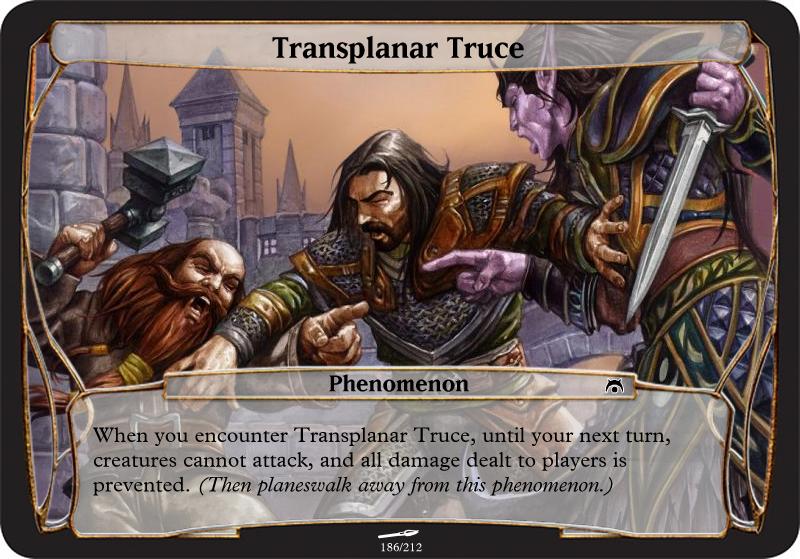 Transplanar Truce
Phenomenon
When you encounter Transplanar Truce, until your next turn,
creatures cannot attack, and all damage dealt to players is
prevented. (Then planeswalk away from this phenomenon.)
186/212